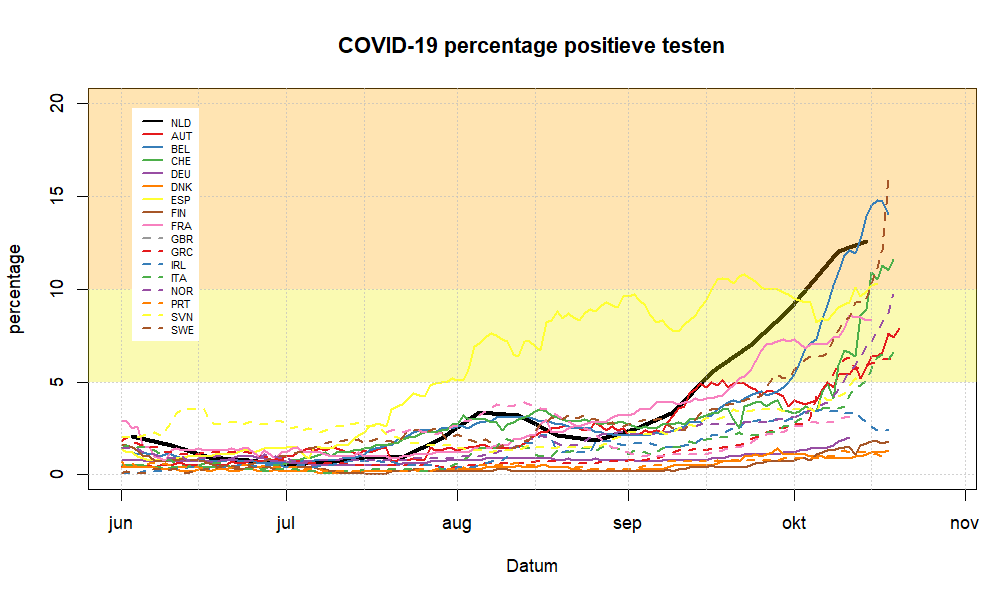 COVID-19 percentage positieve testen
percentage
20
15
10
5
0
NLD
AUT
BEL
CHE
DEU
DNK
ESP
FIN
FRA
GBR
GRC
IRL
ITA
NOR
PRT
SVN
SWE
jun jul aug sep okt nov
Datum